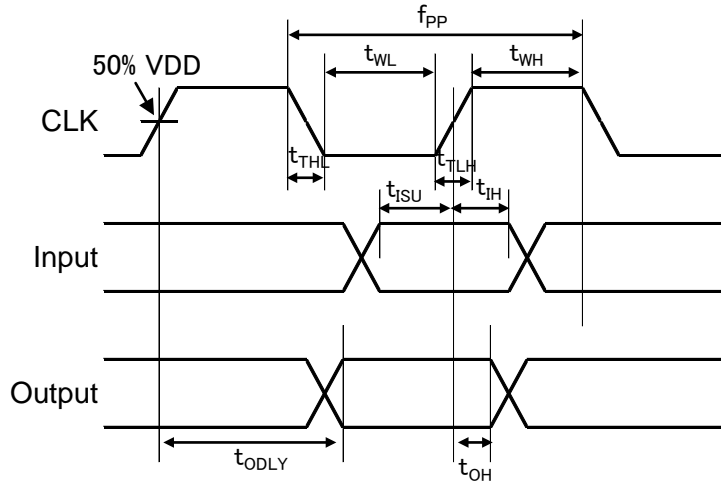 f_PP
t_WL
t_WH
50% VDD
CLK
t_THL
t_TLH
t_ISU
t_IH
Input
Output
t_ODLY
t_OH